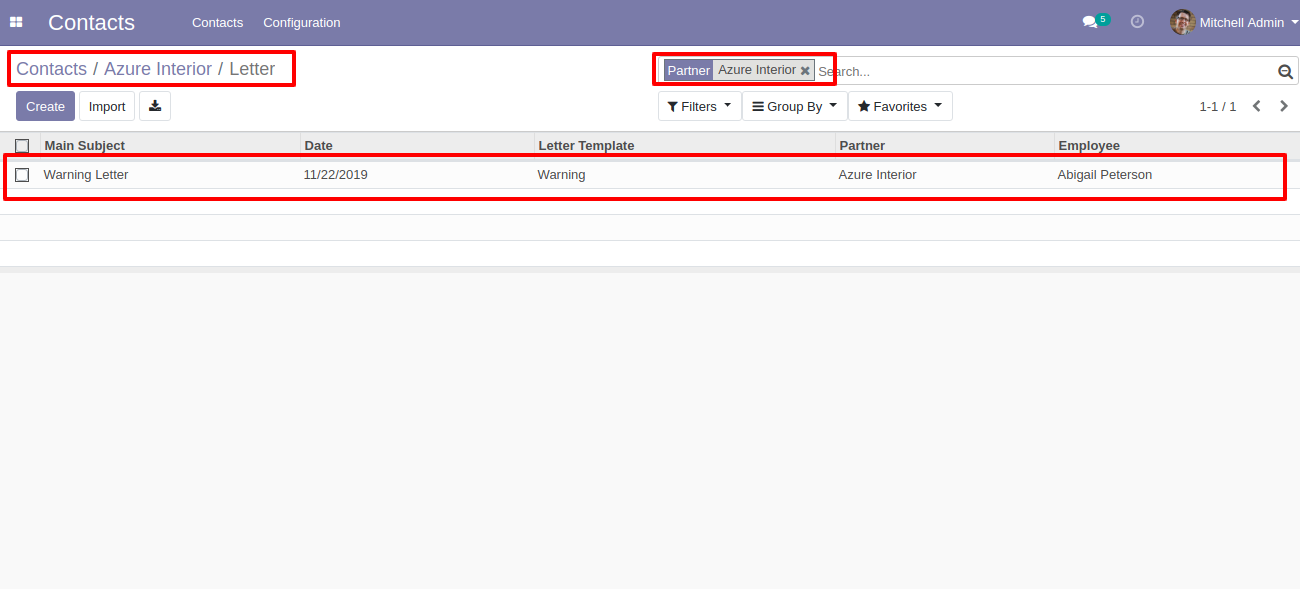 Contacts Contacts Configuration 5 Mitchell Admin
Contacts / Azure Interior / Letter Partner Azure Interior Search...
Create Import Filters Group By Favorites 1-1 / 1
Main Subject Date Letter Template Partner Employee
Warning Letter 11/22/2019 Warning Azure Interior Abigail Peterson